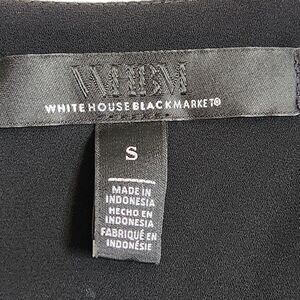 WHBM
WHITE HOUSE BLACK MARKET®
S
MADE IN
INDONESIA
HECHO EN
INDONESIA
FABRIQUÉ EN
INDONÉSIE